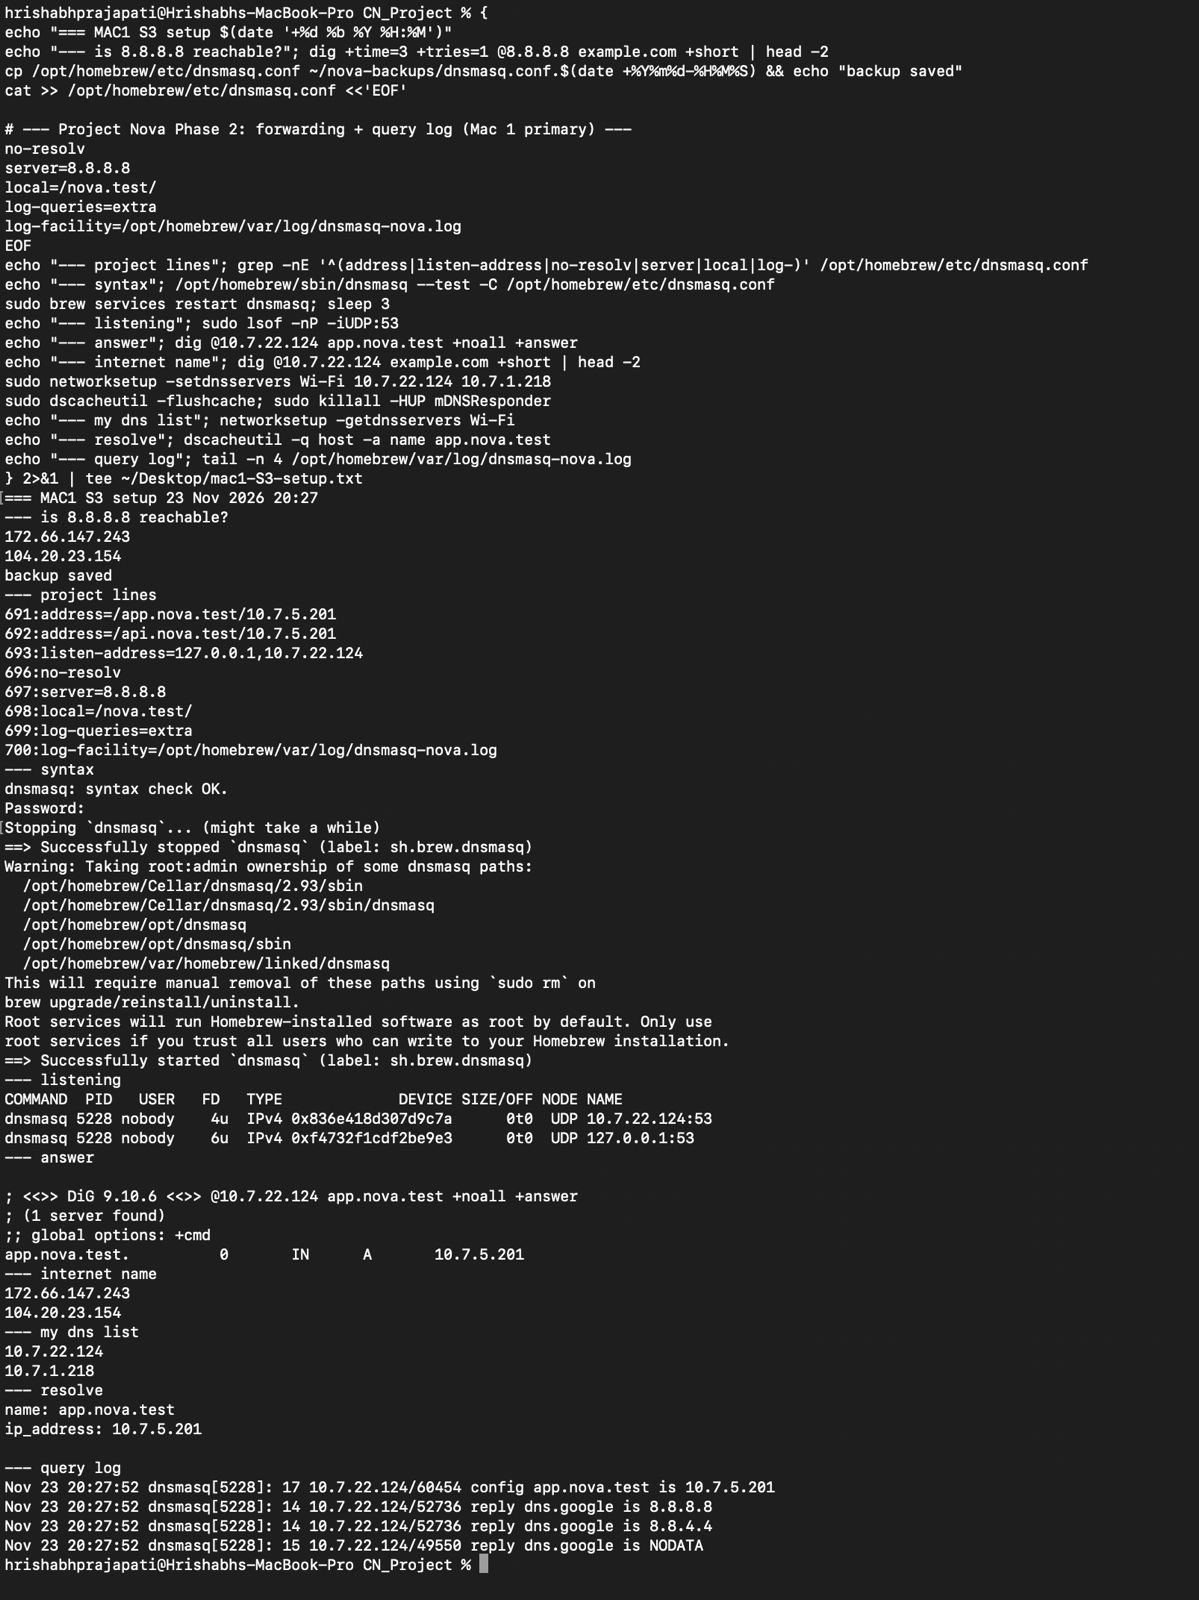 hrishabhprajapati@Hrishabhs-MacBook-Pro CN_Project % {
echo "=== MAC1 S3 setup $(date '+%d %b %Y %H:%M')"
echo "--- is 8.8.8.8 reachable?"; dig +time=3 +tries=1 @8.8.8.8 example.com +short | head -2
cp /opt/homebrew/etc/dnsmasq.conf ~/nova-backups/dnsmasq.conf.$(date +%Y%m%d-%H%M%S) && echo "backup saved"
cat >> /opt/homebrew/etc/dnsmasq.conf <<'EOF'

# --- Project Nova Phase 2: forwarding + query log (Mac 1 primary) ---
no-resolv
server=8.8.8.8
local=/nova.test/
log-queries=extra
log-facility=/opt/homebrew/var/log/dnsmasq-nova.log
EOF
echo "--- project lines"; grep -nE '^(address|listen-address|no-resolv|server|local|log-)' /opt/homebrew/etc/dnsmasq.conf
echo "--- syntax"; /opt/homebrew/sbin/dnsmasq --test -C /opt/homebrew/etc/dnsmasq.conf
sudo brew services restart dnsmasq; sleep 3
echo "--- listening"; sudo lsof -nP -iUDP:53
echo "--- answer"; dig @10.7.22.124 app.nova.test +noall +answer
echo "--- internet name"; dig @10.7.22.124 example.com +short | head -2
sudo networksetup -setdnsservers Wi-Fi 10.7.22.124 10.7.1.218
sudo dscacheutil -flushcache; sudo killall -HUP mDNSResponder
echo "--- my dns list"; networksetup -getdnsservers Wi-Fi
echo "--- resolve"; dscacheutil -q host -a name app.nova.test
echo "--- query log"; tail -n 4 /opt/homebrew/var/log/dnsmasq-nova.log
} 2>&1 | tee ~/Desktop/mac1-S3-setup.txt
=== MAC1 S3 setup 23 Nov 2026 20:27
--- is 8.8.8.8 reachable?
172.66.147.243
104.20.23.154
backup saved
--- project lines
691:address=/app.nova.test/10.7.5.201
692:address=/api.nova.test/10.7.5.201
693:listen-address=127.0.0.1,10.7.22.124
696:no-resolv
697:server=8.8.8.8
698:local=/nova.test/
699:log-queries=extra
700:log-facility=/opt/homebrew/var/log/dnsmasq-nova.log
--- syntax
dnsmasq: syntax check OK.
Password:
Stopping `dnsmasq`... (might take a while)
==> Successfully stopped `dnsmasq` (label: sh.brew.dnsmasq)
Warning: Taking root:admin ownership of some dnsmasq paths:
  /opt/homebrew/Cellar/dnsmasq/2.93/sbin
  /opt/homebrew/Cellar/dnsmasq/2.93/sbin/dnsmasq
  /opt/homebrew/opt/dnsmasq
  /opt/homebrew/opt/dnsmasq/sbin
  /opt/homebrew/var/homebrew/linked/dnsmasq
This will require manual removal of these paths using `sudo rm` on
brew upgrade/reinstall/uninstall.
Root services will run Homebrew-installed software as root by default. Only use
root services if you trust all users who can write to your Homebrew installation.
==> Successfully started `dnsmasq` (label: sh.brew.dnsmasq)
--- listening
COMMAND  PID   USER   FD   TYPE             DEVICE SIZE/OFF NODE NAME
dnsmasq 5228 nobody    4u  IPv4 0x836e418d307d9c7a      0t0  UDP 10.7.22.124:53
dnsmasq 5228 nobody    6u  IPv4 0xf4732f1cdf2be9e3      0t0  UDP 127.0.0.1:53
--- answer

; <<>> DiG 9.10.6 <<>> @10.7.22.124 app.nova.test +noall +answer
; (1 server found)
;; global options: +cmd
app.nova.test.          0       IN      A       10.7.5.201
--- internet name
172.66.147.243
104.20.23.154
--- my dns list
10.7.22.124
10.7.1.218
--- resolve
name: app.nova.test
ip_address: 10.7.5.201

--- query log
Nov 23 20:27:52 dnsmasq[5228]: 17 10.7.22.124/60454 config app.nova.test is 10.7.5.201
Nov 23 20:27:52 dnsmasq[5228]: 14 10.7.22.124/52736 reply dns.google is 8.8.8.8
Nov 23 20:27:52 dnsmasq[5228]: 14 10.7.22.124/52736 reply dns.google is 8.8.4.4
Nov 23 20:27:52 dnsmasq[5228]: 15 10.7.22.124/49550 reply dns.google is NODATA
hrishabhprajapati@Hrishabhs-MacBook-Pro CN_Project %